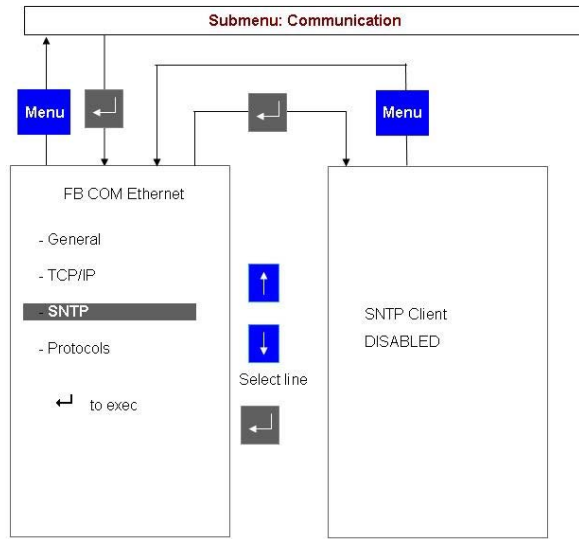 Submenu: Communication
Menu
Menu
FB COM Ethernet
- General
- TCP/IP
- SNTP
- Protocols
to exec
Select line
SNTP Client
DISABLED